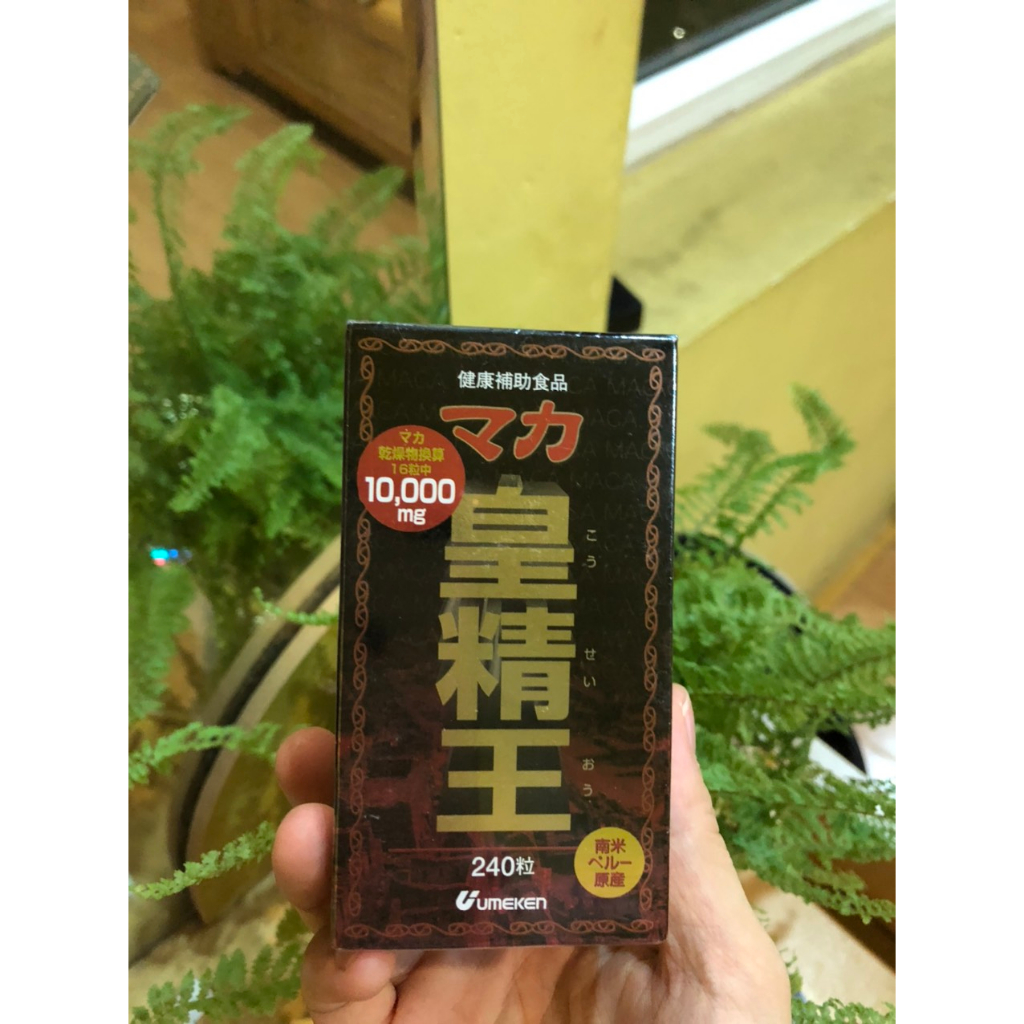 健康補助食品
マカ
マカ
乾燥物換算
16粒中
10,000
mg
皇精王
こう
せい
おう
240粒
UMEKEN
南米
ペルー
原産